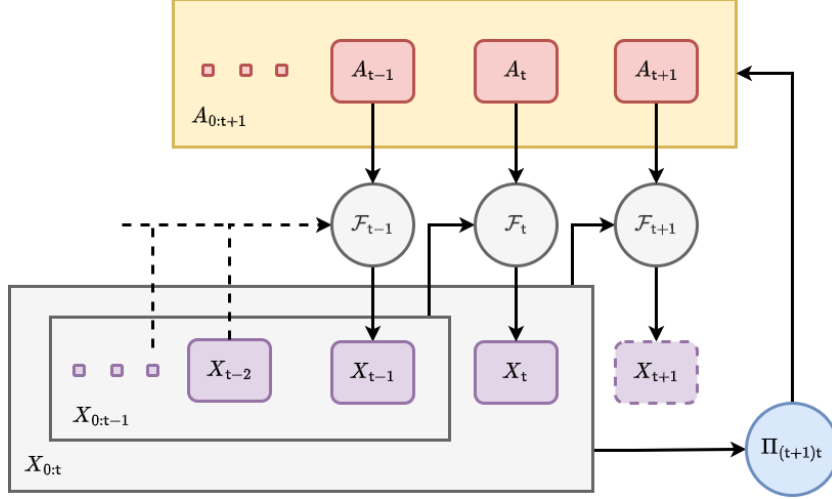 A_{t−1} A_t A_{t+1}
A_{0:t+1}
ℱ_{t−1} ℱ_t ℱ_{t+1}
X_{t−2} X_{t−1} X_t X_{t+1}
X_{0:t−1}
X_{0:t}
Π_{(t+1)t}